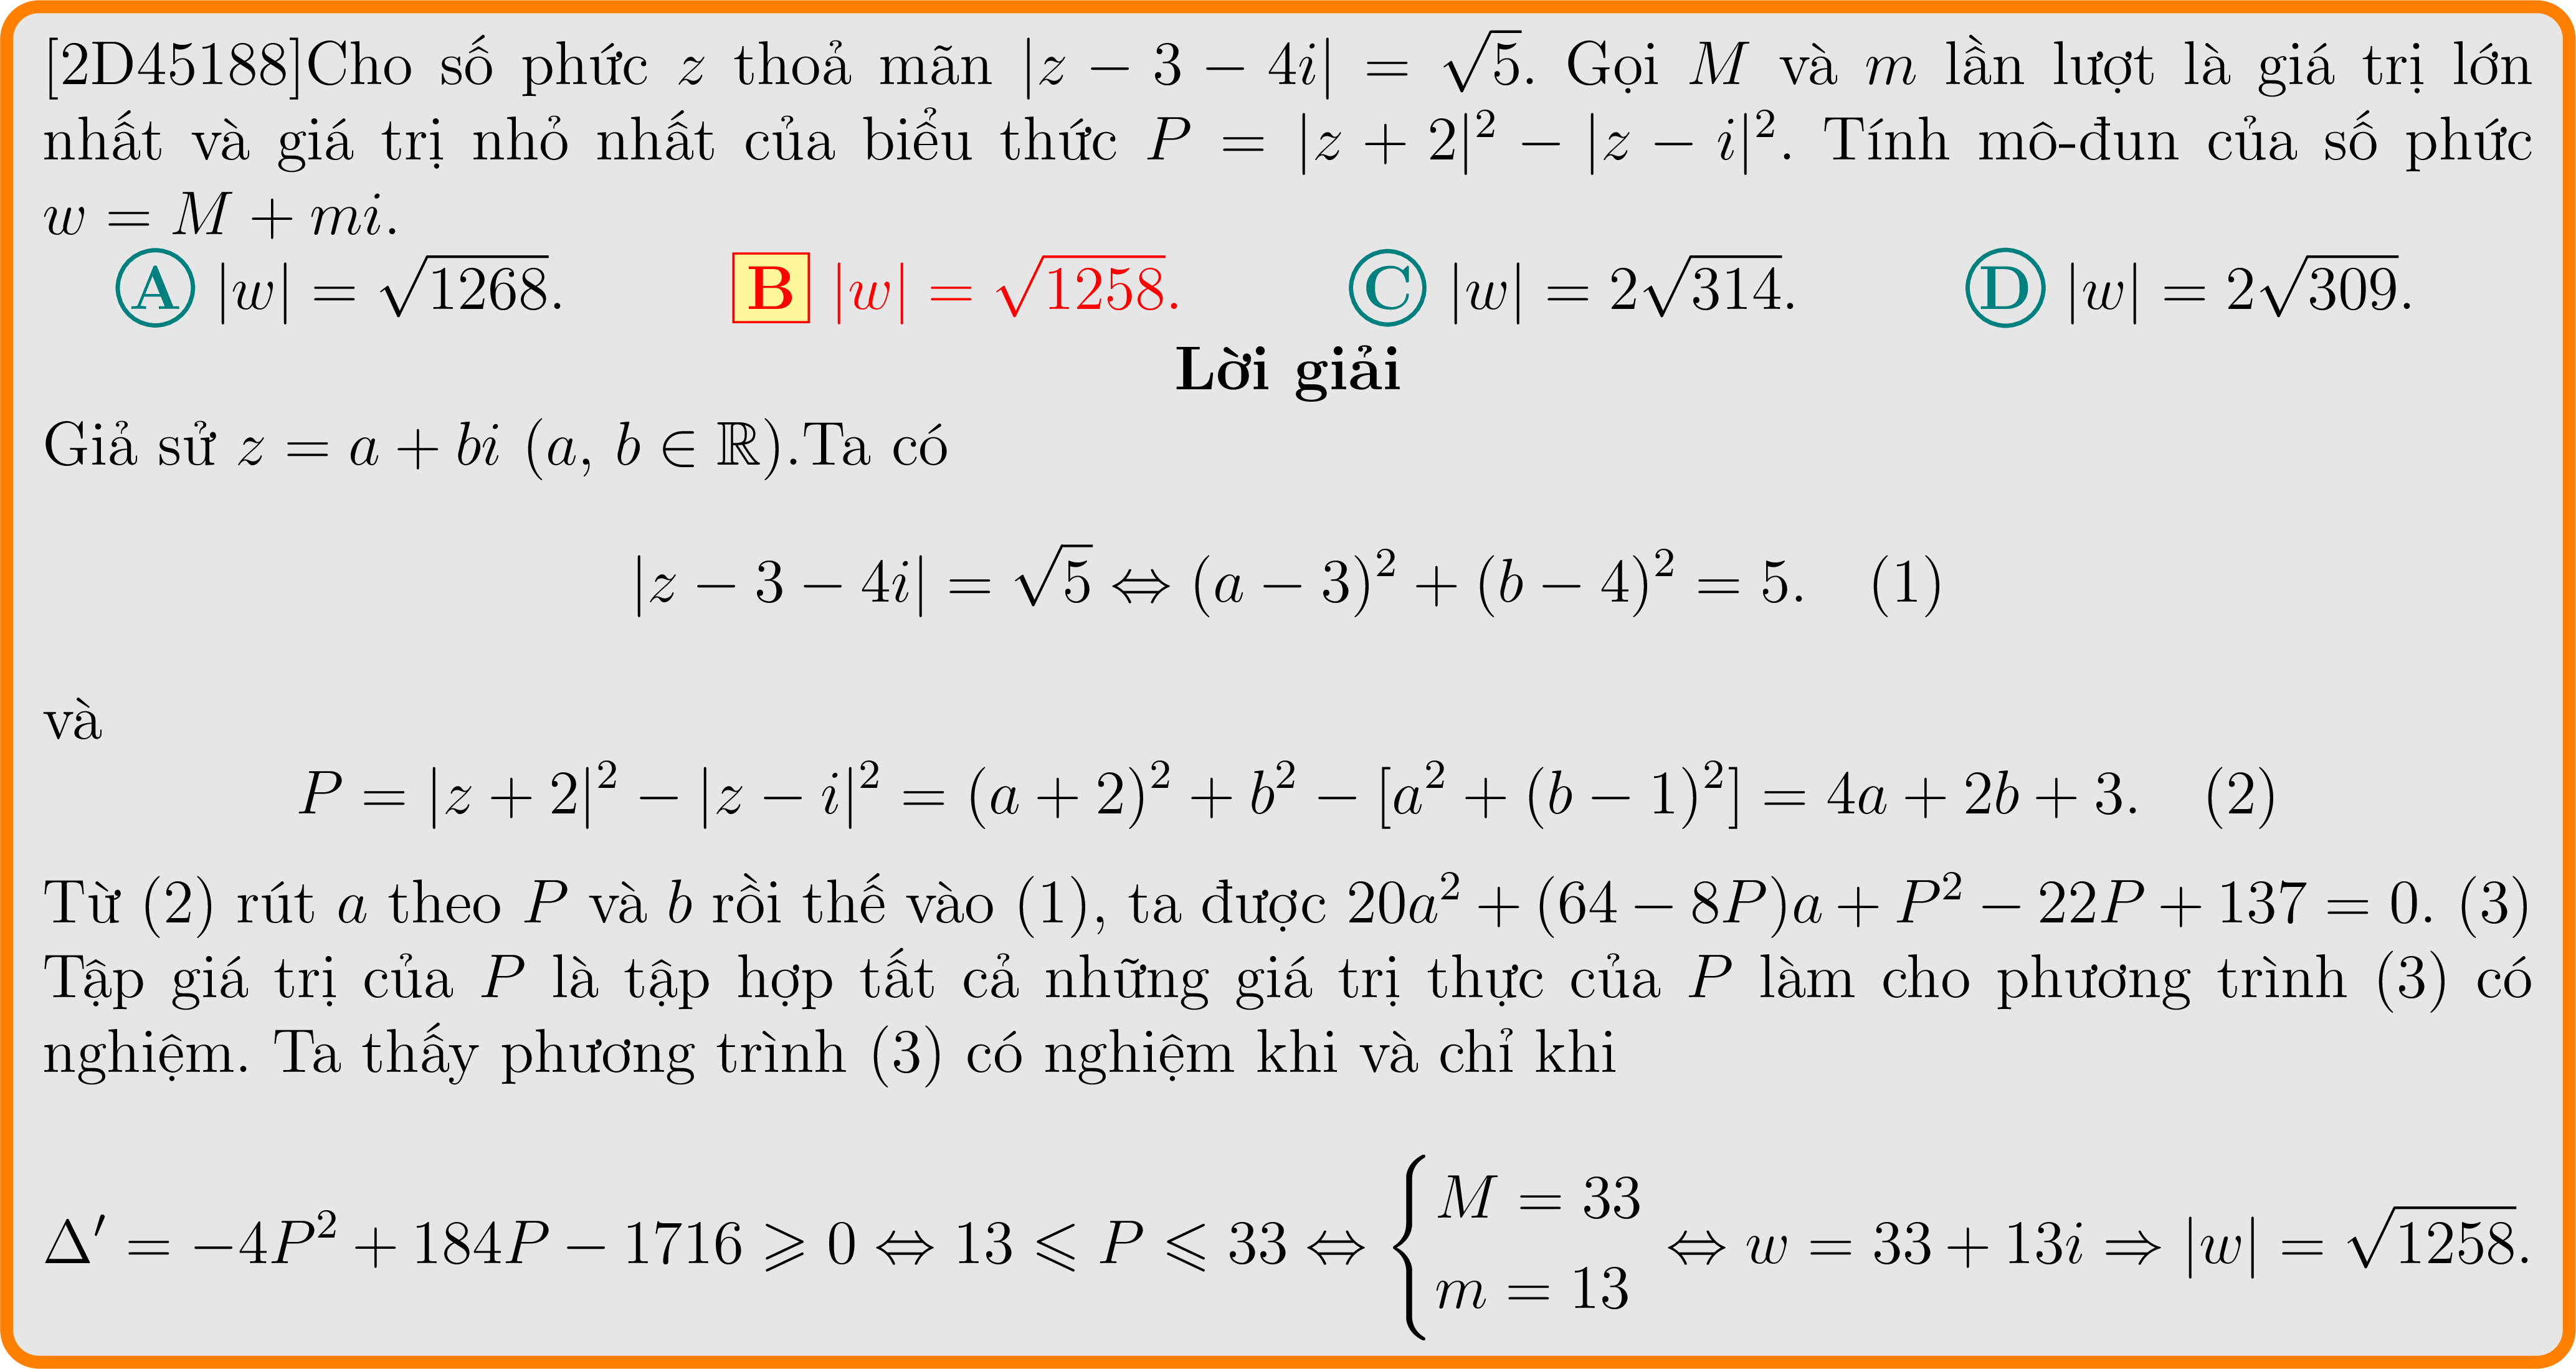 [2D45188]Cho số phức z thoả mãn |z − 3 − 4i| = √5. Gọi M và m lần lượt là giá trị lớn
nhất và giá trị nhỏ nhất của biểu thức P = |z + 2|² − |z − i|². Tính mô-đun của số phức
w = M + mi.
A |w| = √1268. B |w| = √1258. C |w| = 2√314. D |w| = 2√309.
Lời giải
Giả sử z = a + bi (a, b ∈ ℝ).Ta có
|z − 3 − 4i| = √5 ⇔ (a − 3)² + (b − 4)² = 5. (1)
và
P = |z + 2|² − |z − i|² = (a + 2)² + b² − [a² + (b − 1)²] = 4a + 2b + 3. (2)
Từ (2) rút a theo P và b rồi thế vào (1), ta được 20a² + (64 − 8P)a + P² − 22P + 137 = 0. (3)
Tập giá trị của P là tập hợp tất cả những giá trị thực của P làm cho phương trình (3) có
nghiệm. Ta thấy phương trình (3) có nghiệm khi và chỉ khi
Δ′ = −4P² + 184P − 1716 ⩾ 0 ⇔ 13 ⩽ P ⩽ 33 ⇔ { M = 33 m = 13 ⇔ w = 33 + 13i ⇒ |w| = √1258.